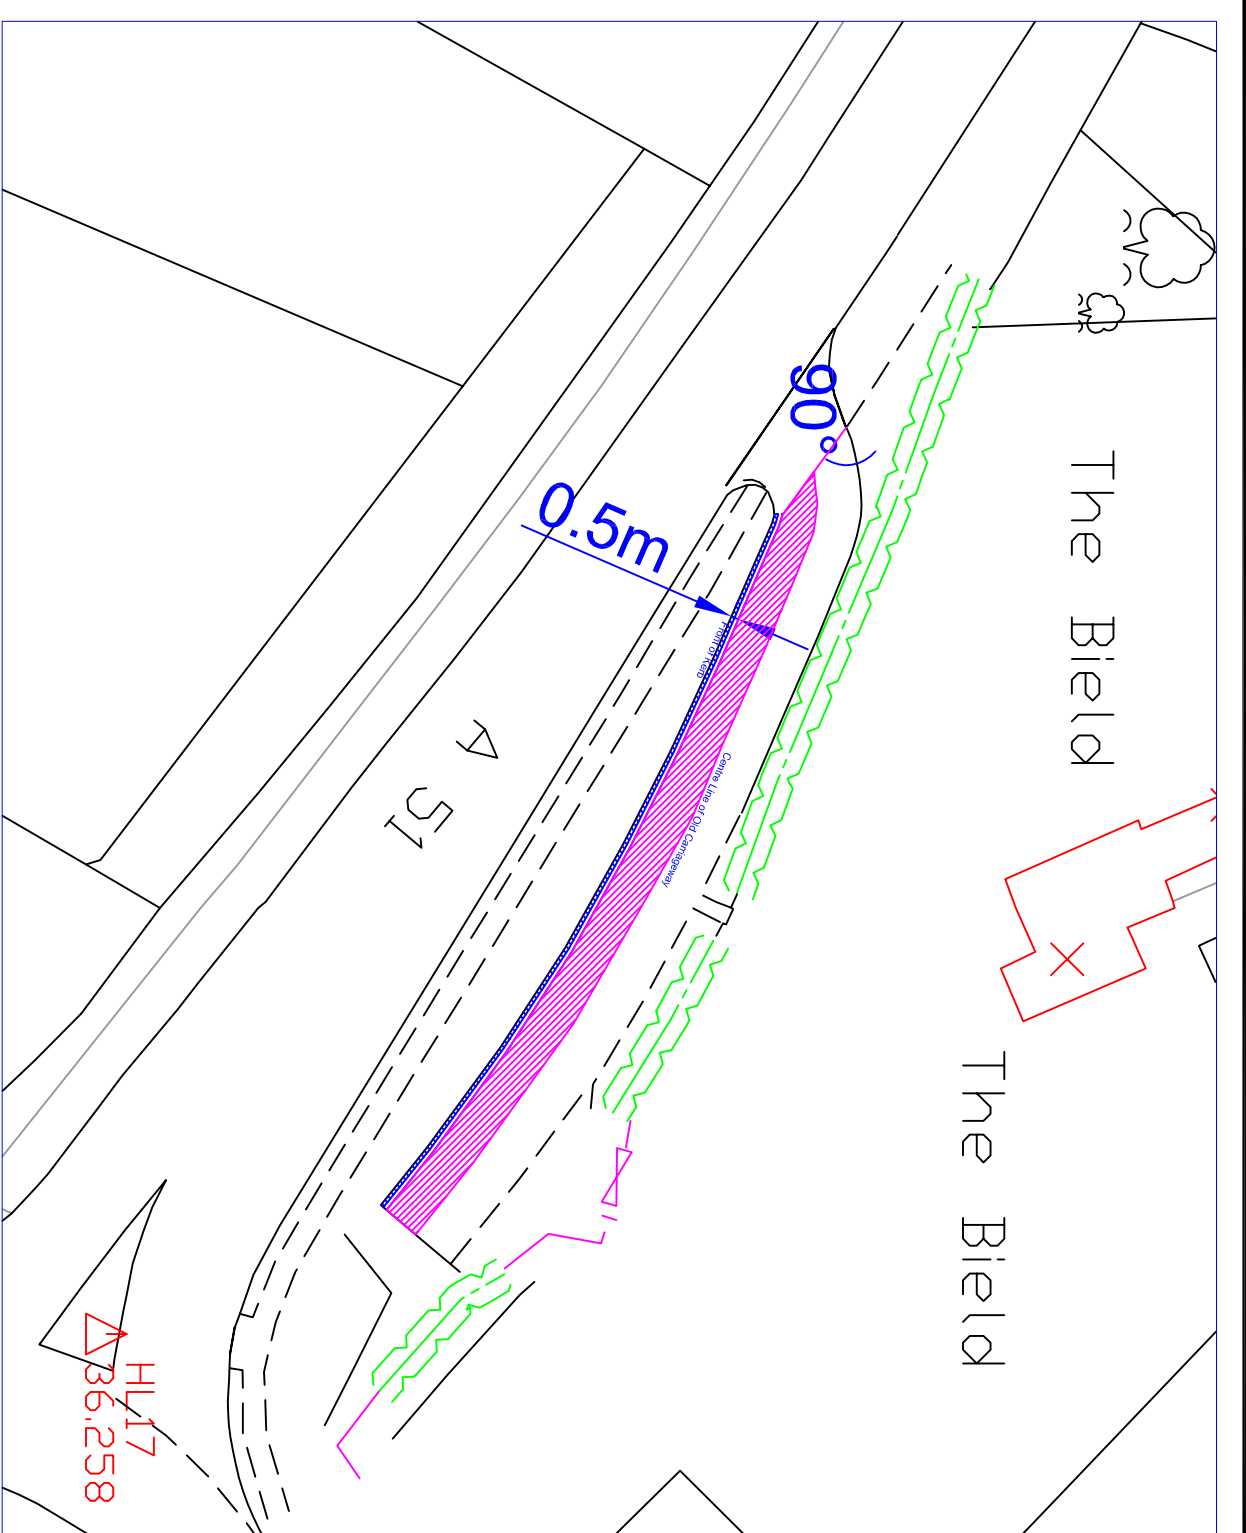 90°
0.5m
Front of Kerb
Centre Line of Old Carriageway
A 51
The Bield
The Bield
HL17
36.258